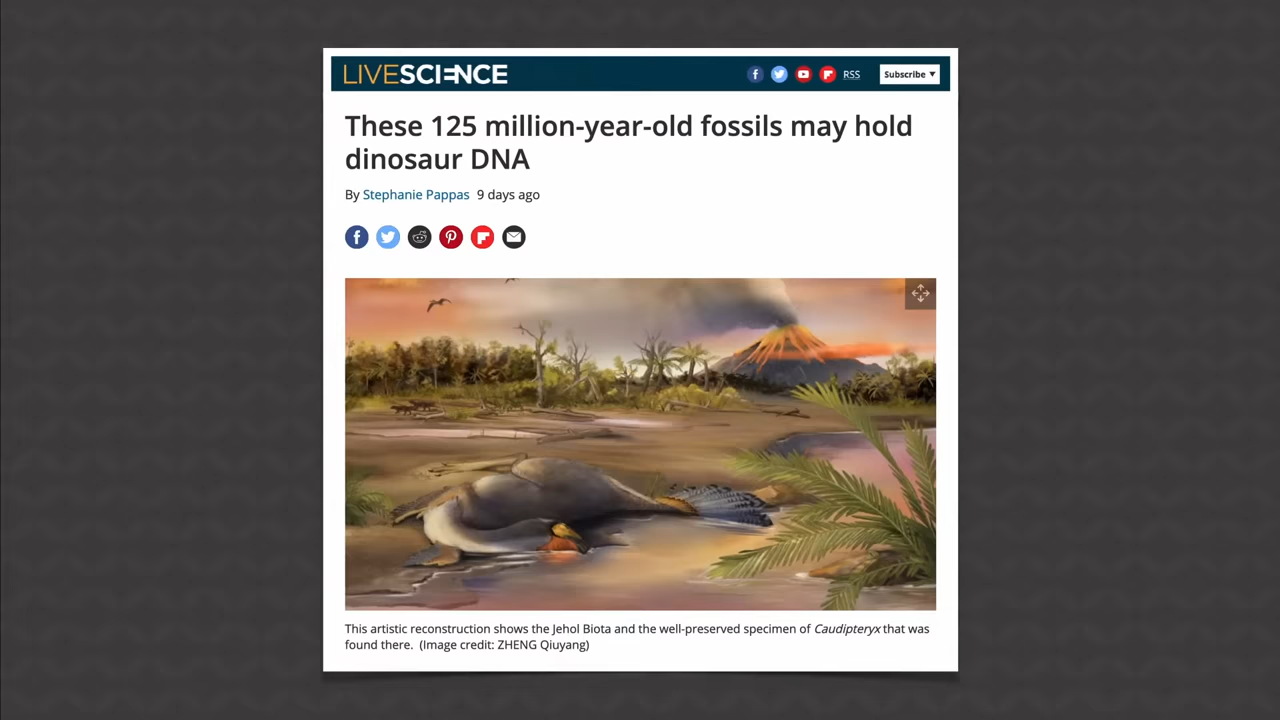 LIVESCIENCE
RSS
Subscribe
These 125 million-year-old fossils may hold
dinosaur DNA
By Stephanie Pappas 9 days ago
This artistic reconstruction shows the Jehol Biota and the well-preserved specimen of Caudipteryx that was
found there. (Image credit: ZHENG Qiuyang)